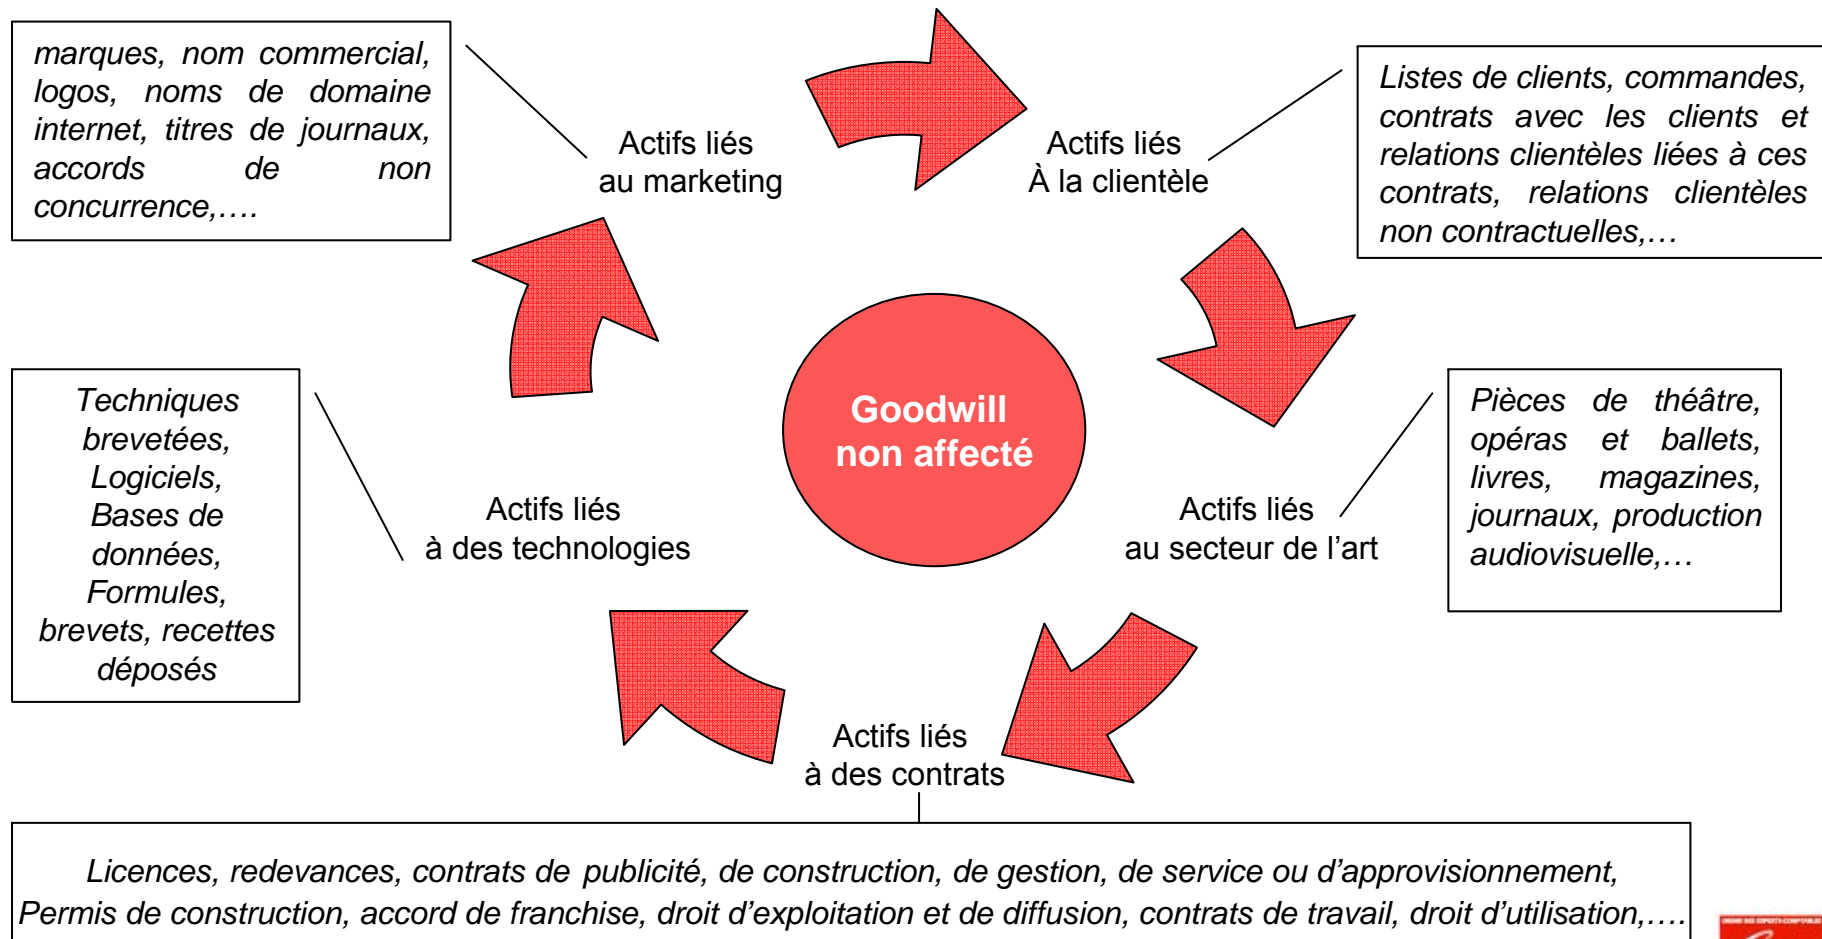 marques, nom commercial,
logos, noms de domaine
internet, titres de journaux,
accords de non
concurrence,….
Actifs liés
au marketing
Actifs liés
À la clientèle
Listes de clients, commandes,
contrats avec les clients et
relations clientèles liées à ces
contrats, relations clientèles
non contractuelles,…
Techniques
brevetées,
Logiciels,
Bases de
données,
Formules,
brevets, recettes
déposés
Actifs liés
à des technologies
Goodwill
non affecté
Actifs liés
au secteur de l’art
Pièces de théâtre,
opéras et ballets,
livres, magazines,
journaux, production
audiovisuelle,…
Actifs liés
à des contrats
Licences, redevances, contrats de publicité, de construction, de gestion, de service ou d’approvisionnement,
Permis de construction, accord de franchise, droit d’exploitation et de diffusion, contrats de travail, droit d’utilisation,….
ORDRE DES EXPERTS-COMPTABLES